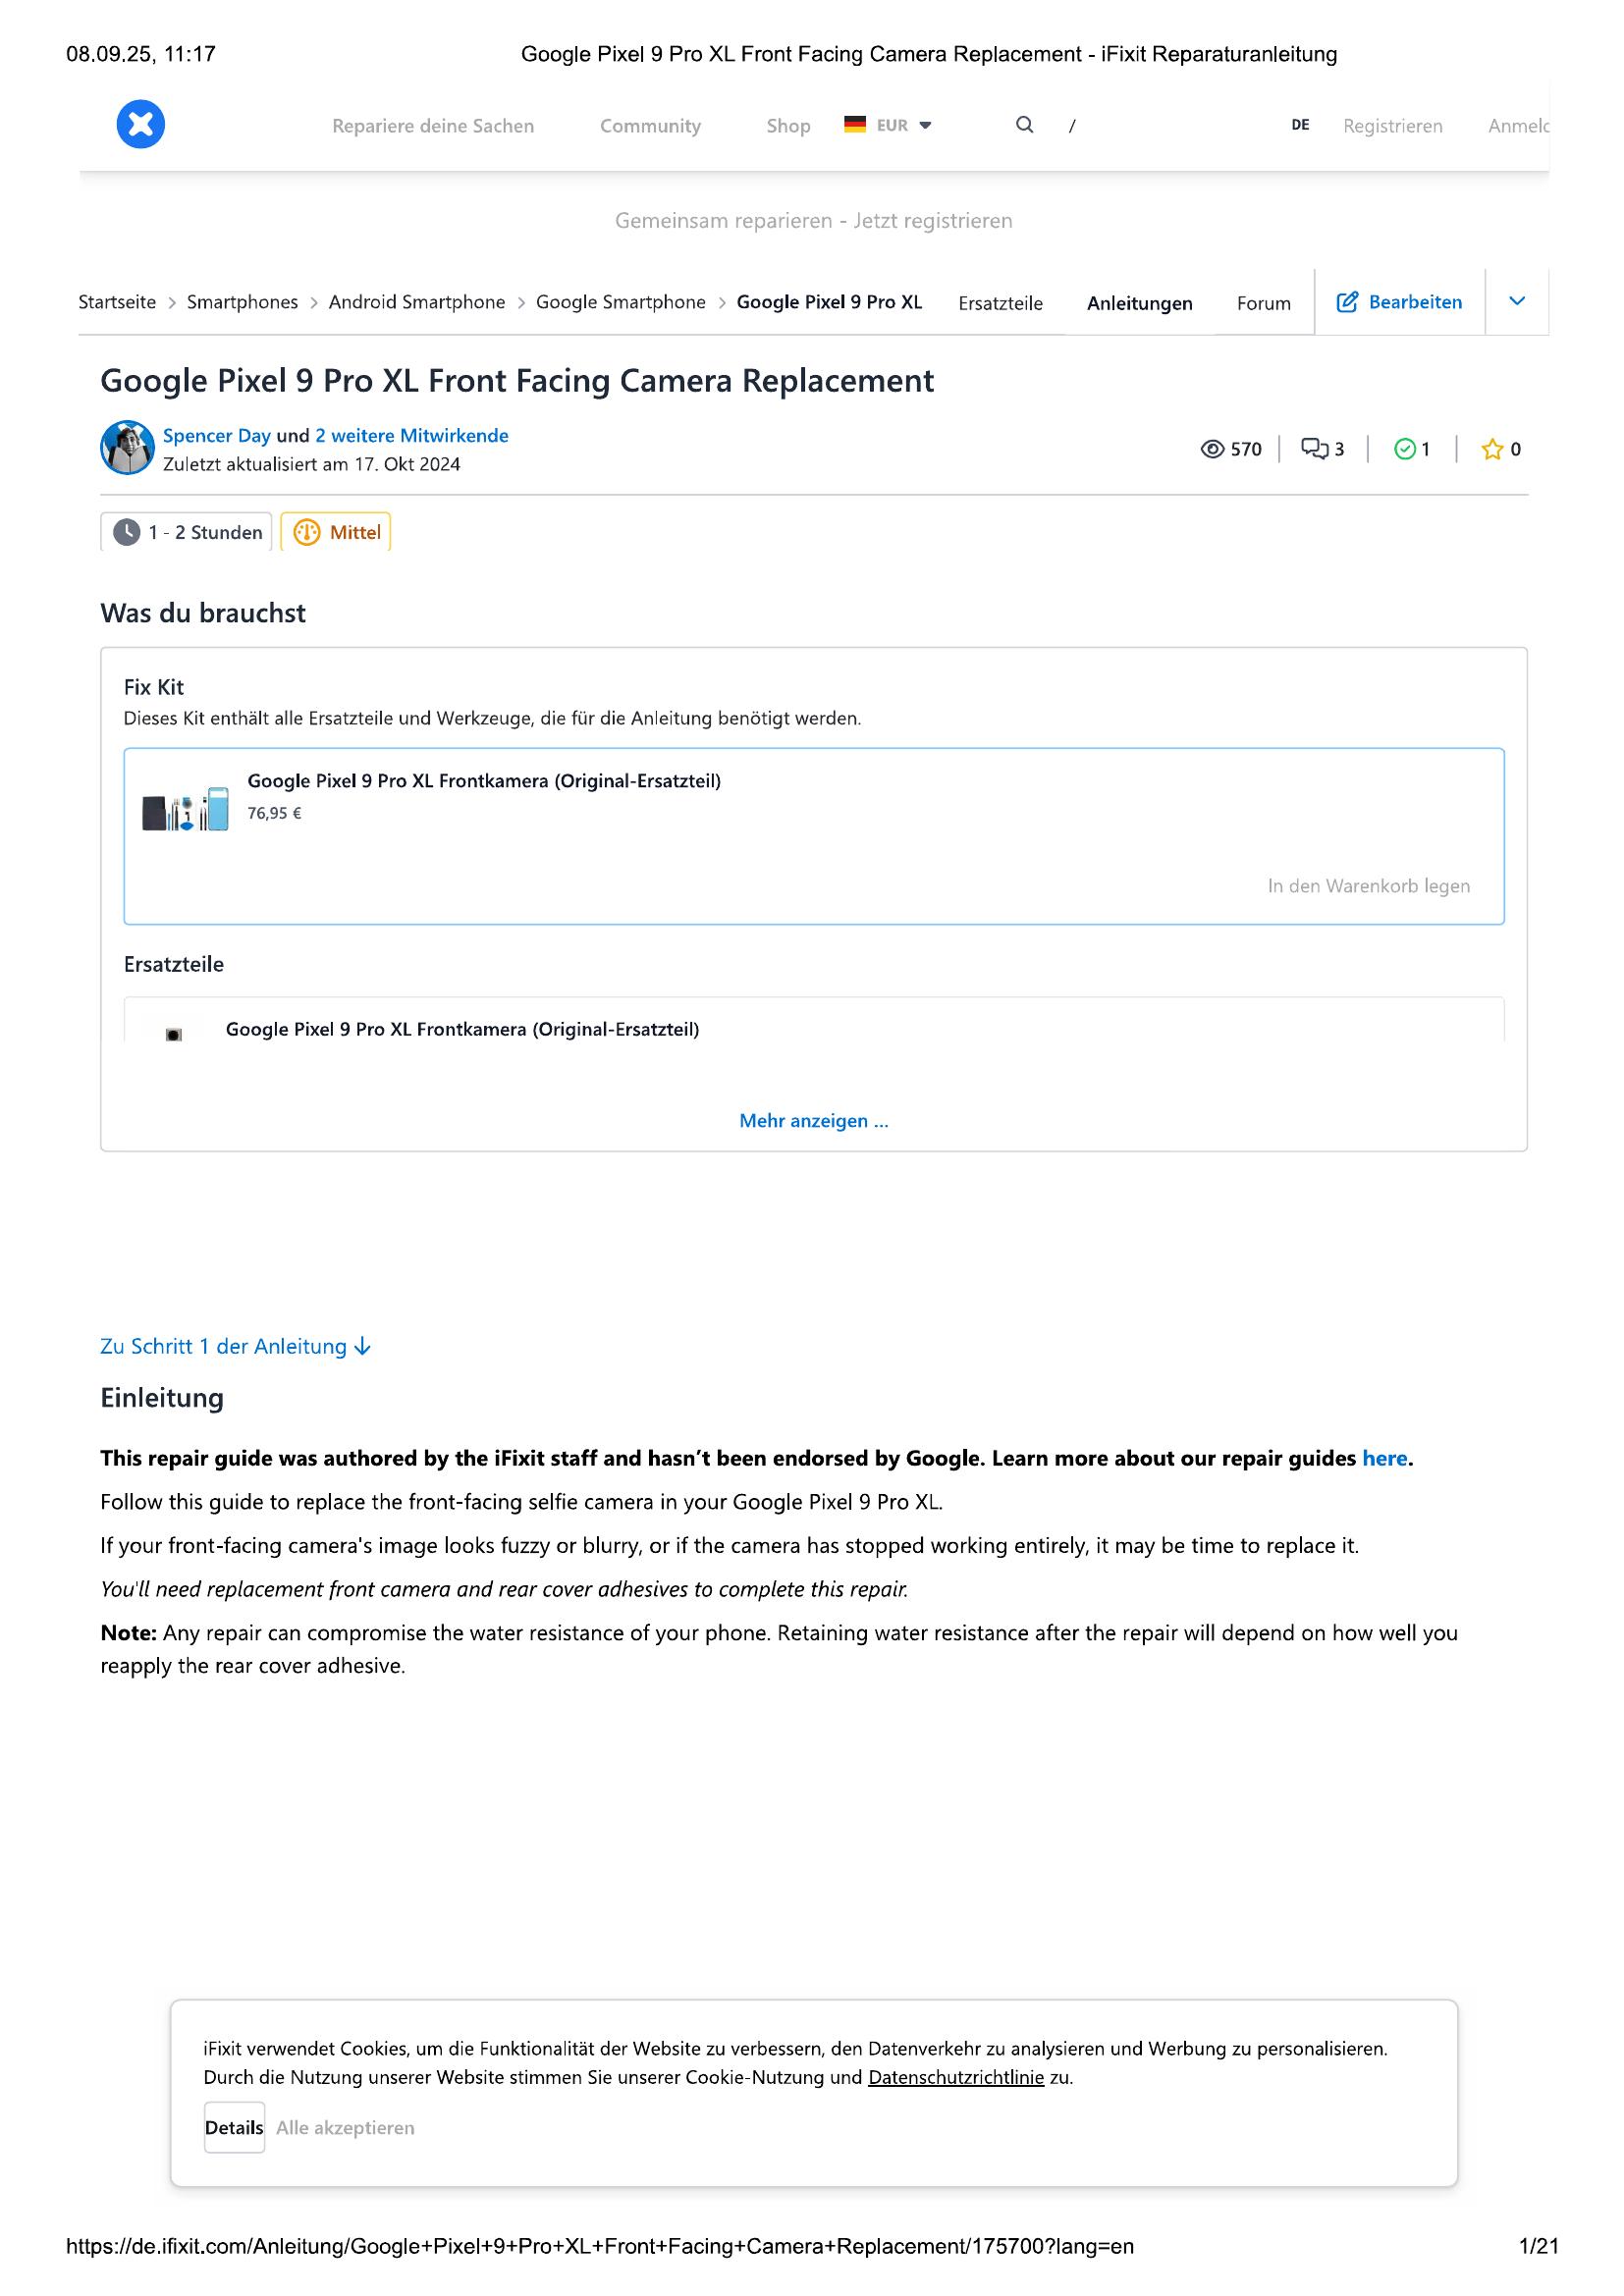 08.09.25, 11:17
Google Pixel 9 Pro XL Front Facing Camera Replacement - iFixit Reparaturanleitung
Repariere deine Sachen Community Shop EUR / DE Registrieren Anmeld
Gemeinsam reparieren - Jetzt registrieren
Startseite > Smartphones > Android Smartphone > Google Smartphone > Google Pixel 9 Pro XL Ersatzteile Anleitungen Forum Bearbeiten
Google Pixel 9 Pro XL Front Facing Camera Replacement
Spencer Day und 2 weitere Mitwirkende
Zuletzt aktualisiert am 17. Okt 2024
570 3 1 0
1 - 2 Stunden Mittel
Was du brauchst
Fix Kit
Dieses Kit enthält alle Ersatzteile und Werkzeuge, die für die Anleitung benötigt werden.
Google Pixel 9 Pro XL Frontkamera (Original-Ersatzteil)
76,95 €
In den Warenkorb legen
Ersatzteile
Google Pixel 9 Pro XL Frontkamera (Original-Ersatzteil)
Mehr anzeigen ...
Zu Schritt 1 der Anleitung ↓
Einleitung
This repair guide was authored by the iFixit staff and hasn’t been endorsed by Google. Learn more about our repair guides here.
Follow this guide to replace the front-facing selfie camera in your Google Pixel 9 Pro XL.
If your front-facing camera's image looks fuzzy or blurry, or if the camera has stopped working entirely, it may be time to replace it.
You'll need replacement front camera and rear cover adhesives to complete this repair.
Note: Any repair can compromise the water resistance of your phone. Retaining water resistance after the repair will depend on how well you
reapply the rear cover adhesive.
iFixit verwendet Cookies, um die Funktionalität der Website zu verbessern, den Datenverkehr zu analysieren und Werbung zu personalisieren.
Durch die Nutzung unserer Website stimmen Sie unserer Cookie-Nutzung und Datenschutzrichtlinie zu.
Details Alle akzeptieren
https://de.ifixit.com/Anleitung/Google+Pixel+9+Pro+XL+Front+Facing+Camera+Replacement/175700?lang=en
1/21